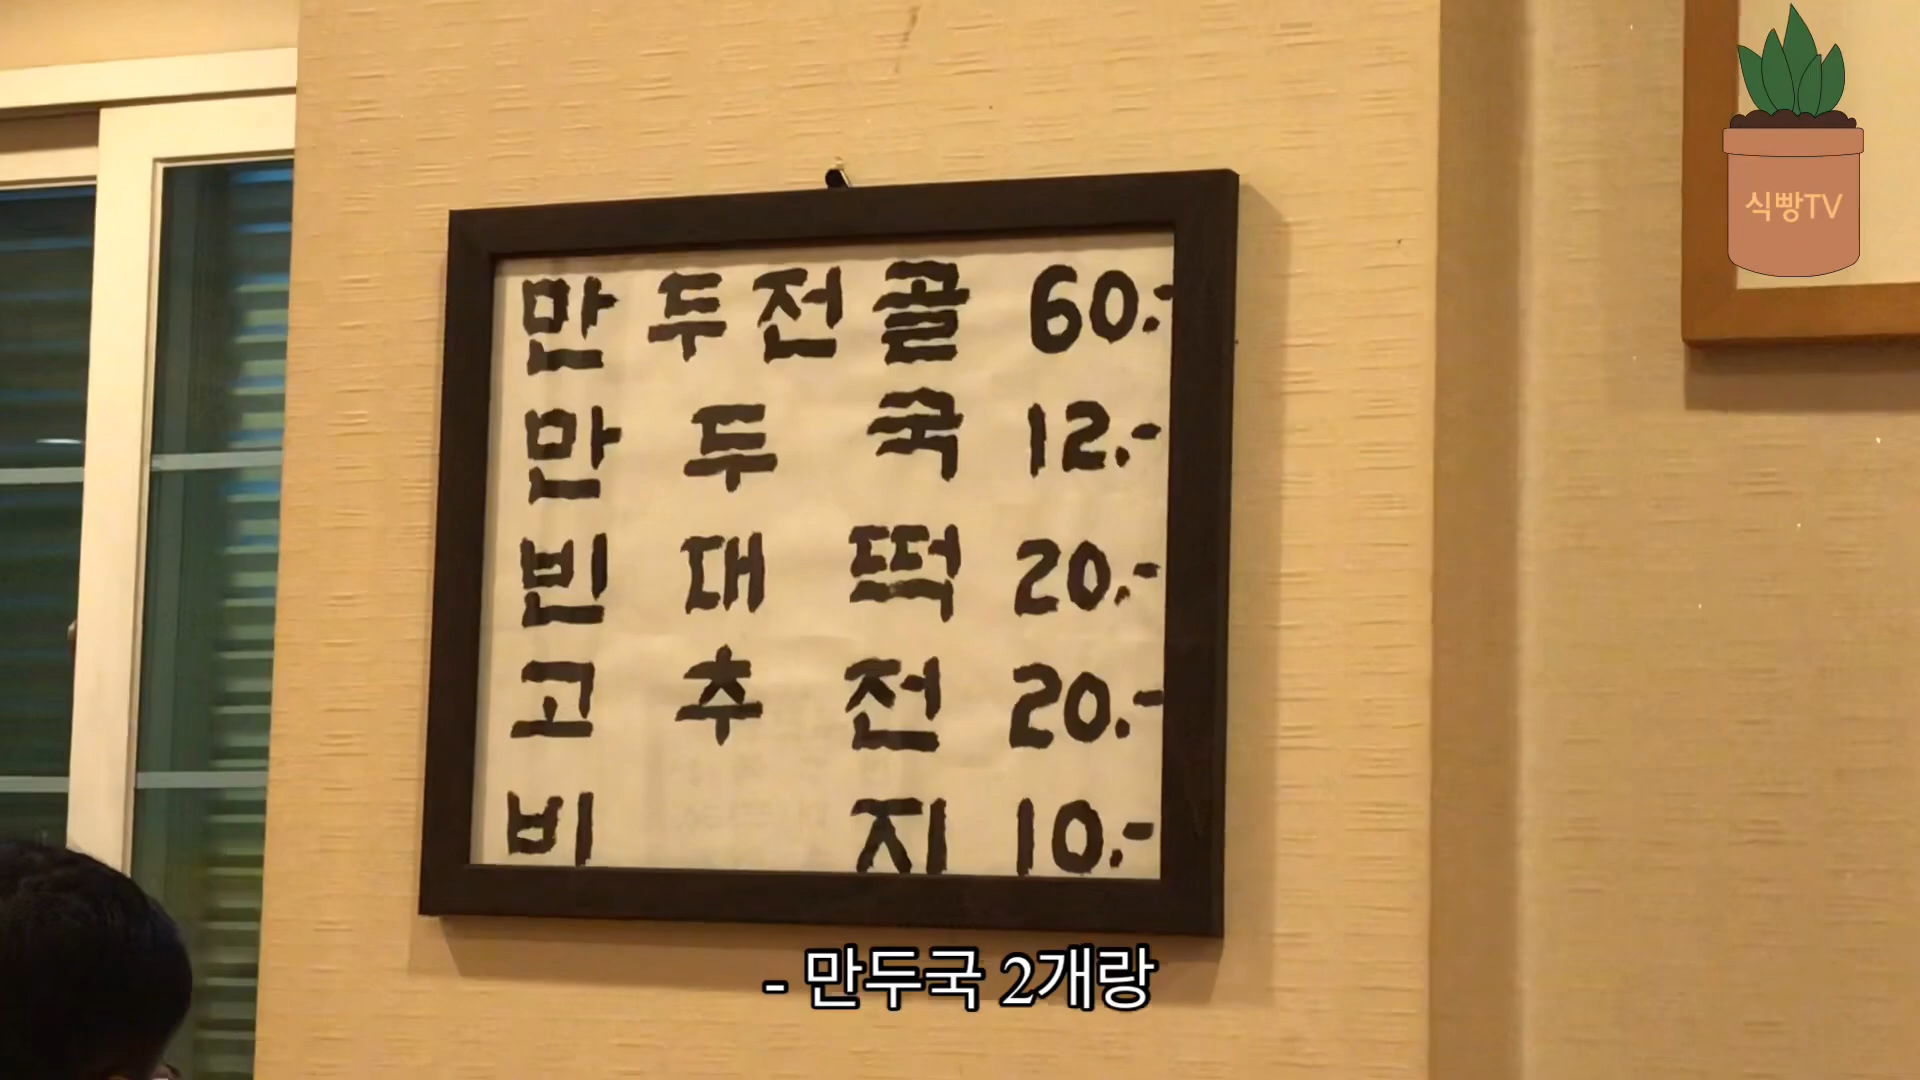 식빵TV
만두전골 60.-
만두국 12.-
빈대떡 20.-
고추전 20.-
비지 10.-
- 만두국 2개랑